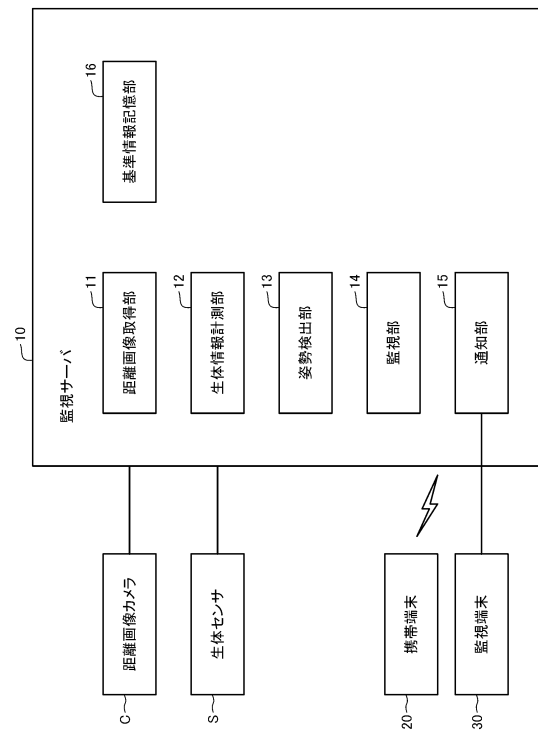 10
監視サーバ
11
距離画像取得部
16
基準情報記憶部
12
生体情報計測部
13
姿勢検出部
14
監視部
15
通知部
距離画像カメラ
C
生体センサ
S
携帯端末
20
監視端末
30